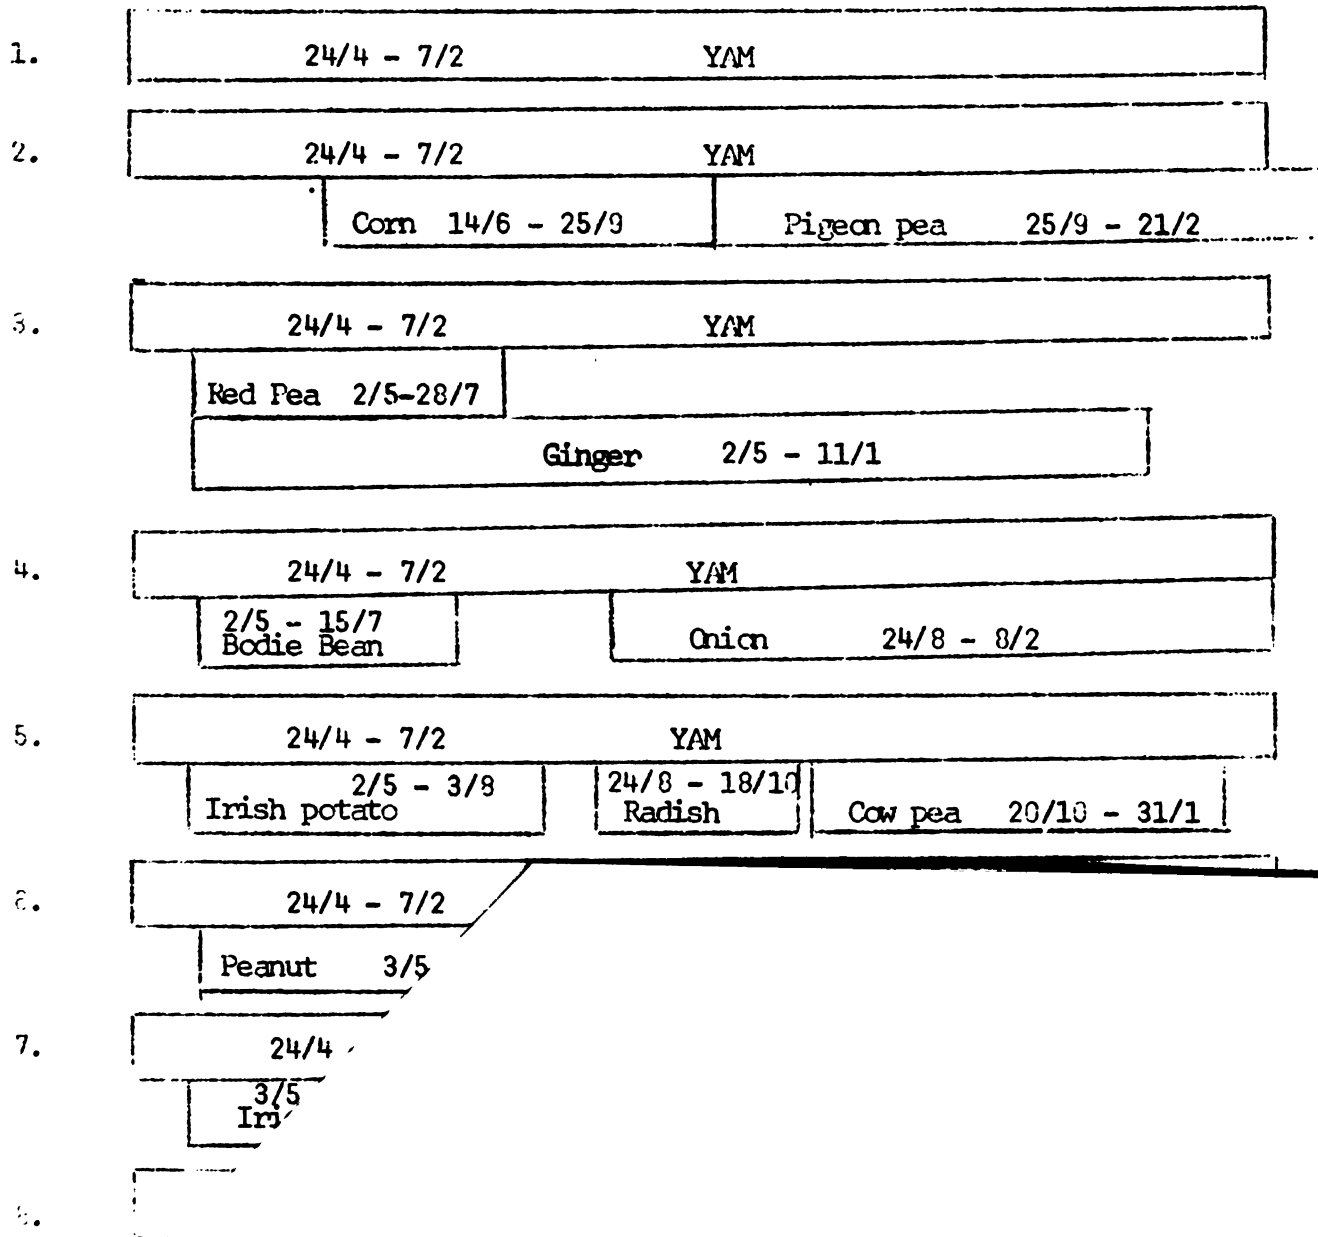 1. 24/4 - 7/2 YAM
2. 24/4 - 7/2 YAM
Corn 14/6 - 25/9 Pigeon pea 25/9 - 21/2
3. 24/4 - 7/2 YAM
Red Pea 2/5-28/7
Ginger 2/5 - 11/1
4. 24/4 - 7/2 YAM
2/5 - 15/7
Bodie Bean
Onion 24/8 - 8/2
5. 24/4 - 7/2 YAM
2/5 - 3/8
Irish potato
24/8 - 18/10
Radish
Cow pea 20/10 - 31/1
6. 24/4 - 7/2
Peanut 3/5
7. 24/4
3/5
Iri